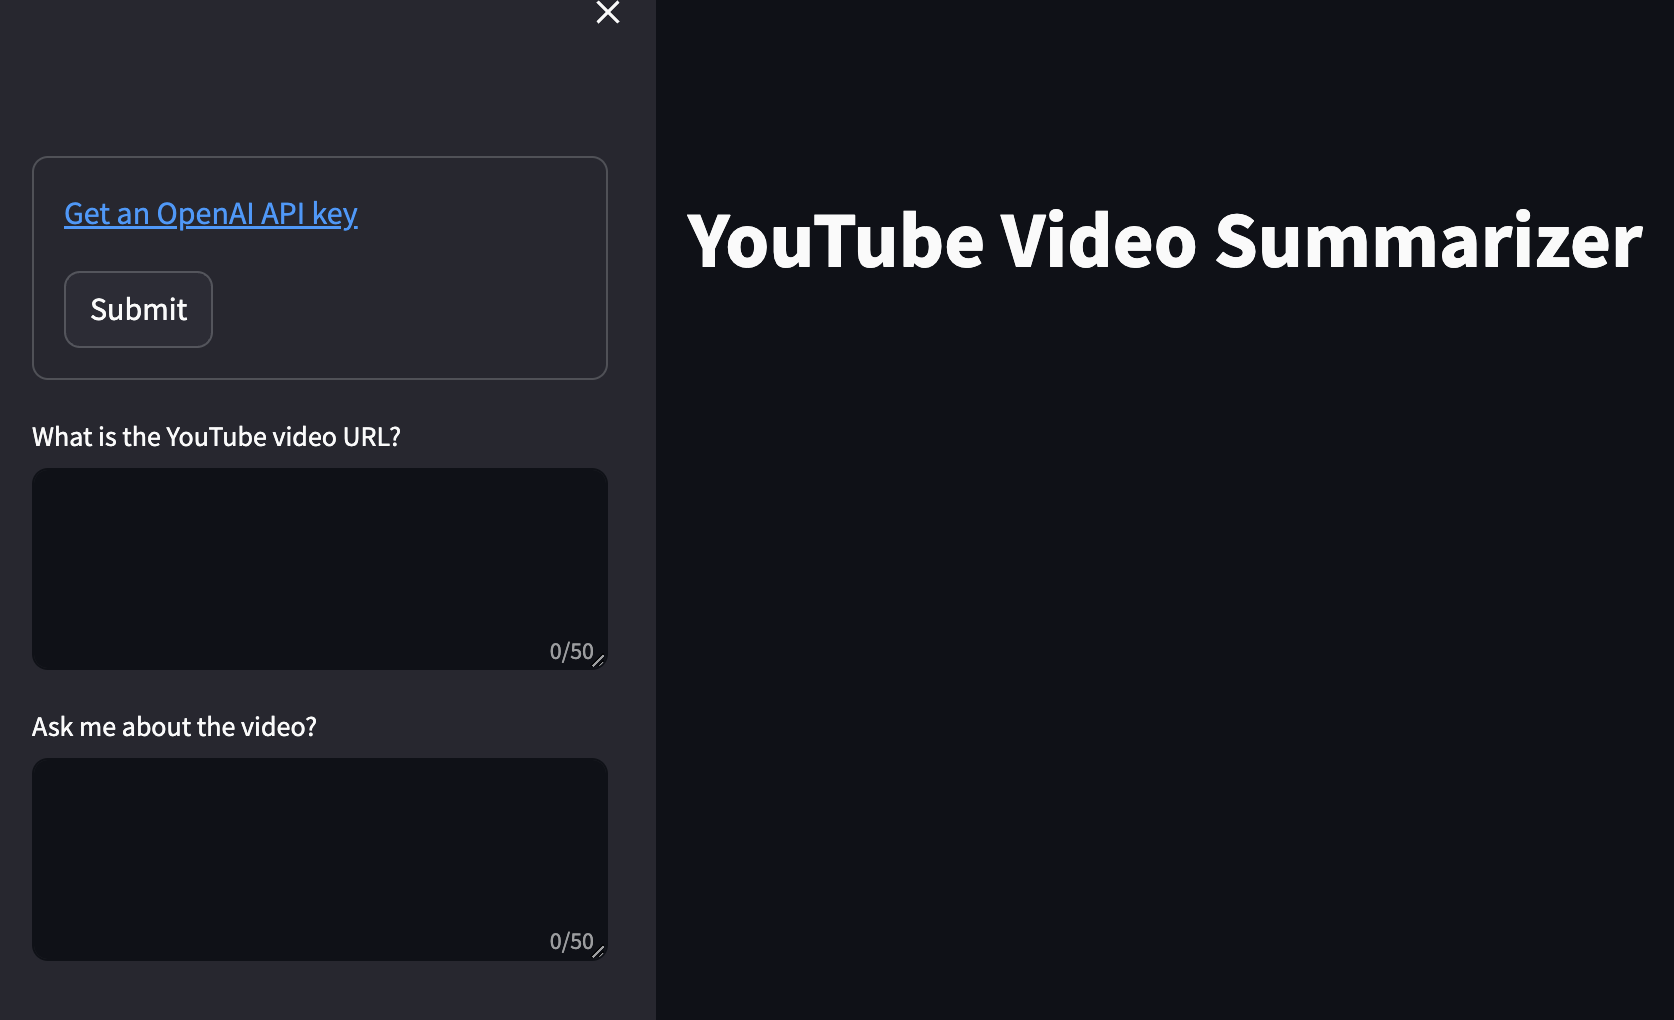 Get an OpenAI API key
Submit
What is the YouTube video URL?
0/50
Ask me about the video?
0/50
YouTube Video Summarizer